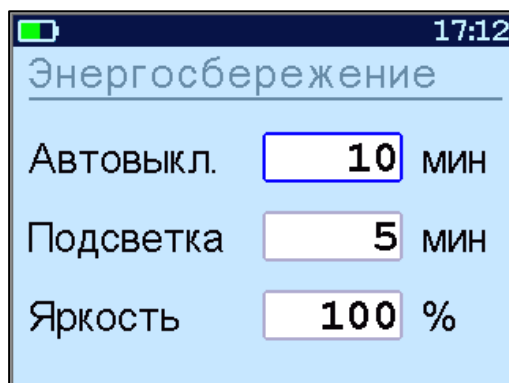 17:12
Энергосбережение
Автовыкл. 10 мин
Подсветка 5 мин
Яркость 100 %